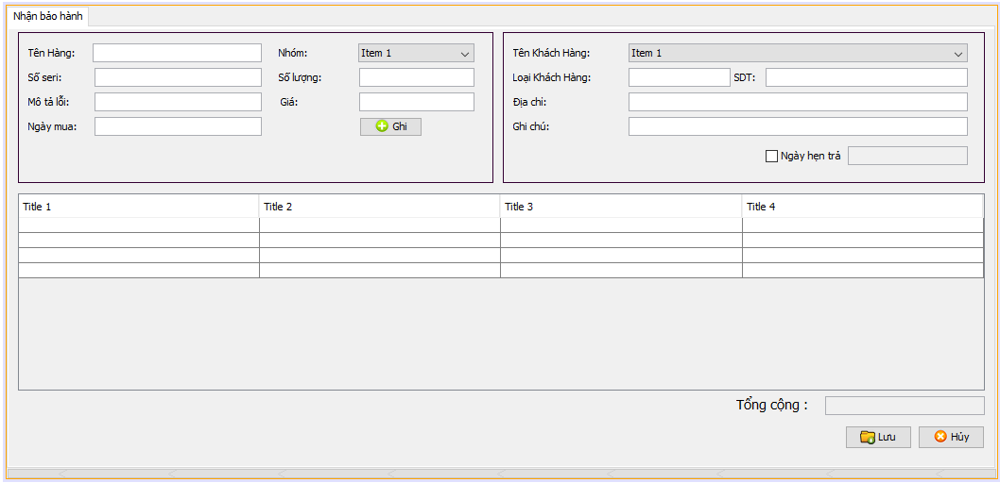 Nhận bảo hành
Tên Hàng: Nhóm: Item 1
Số seri: Số lượng:
Mô tả lỗi: Giá:
Ngày mua: Ghi
Tên Khách Hàng: Item 1
Loại Khách Hàng: SDT:
Địa chỉ:
Ghi chú:
Ngày hẹn trả
Title 1 Title 2 Title 3 Title 4
Tổng cộng :
Lưu Hủy